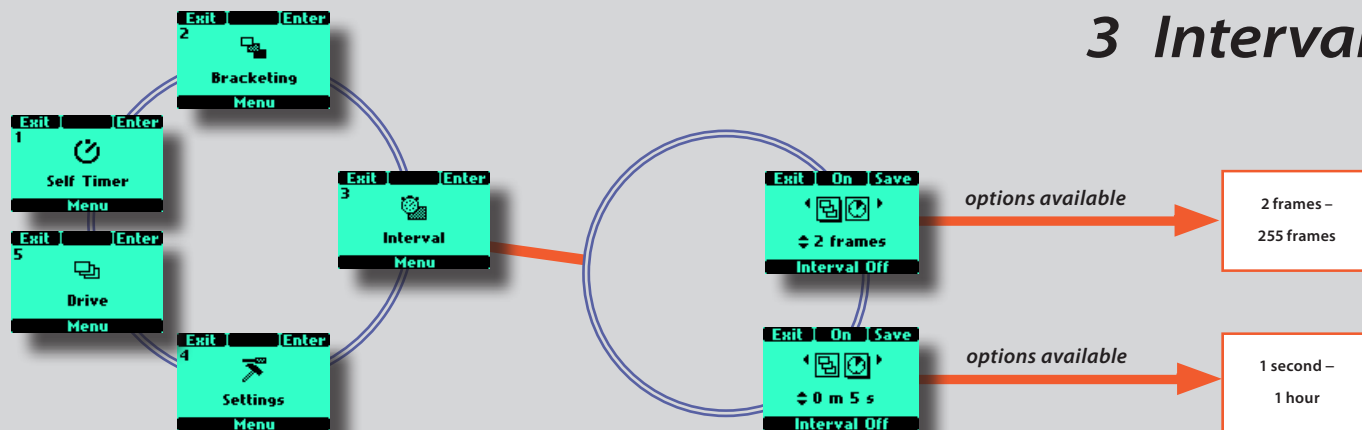 3 Interval
Exit Enter
2
Bracketing
Menu
Exit Enter
1
Self Timer
Menu
Exit Enter
3
Interval
Menu
Exit Enter
5
Drive
Menu
Exit Enter
4
Settings
Menu
Exit On Save
2 frames
Interval Off
options available
2 frames –
255 frames
Exit On Save
0 m 5 s
Interval Off
options available
1 second –
1 hour